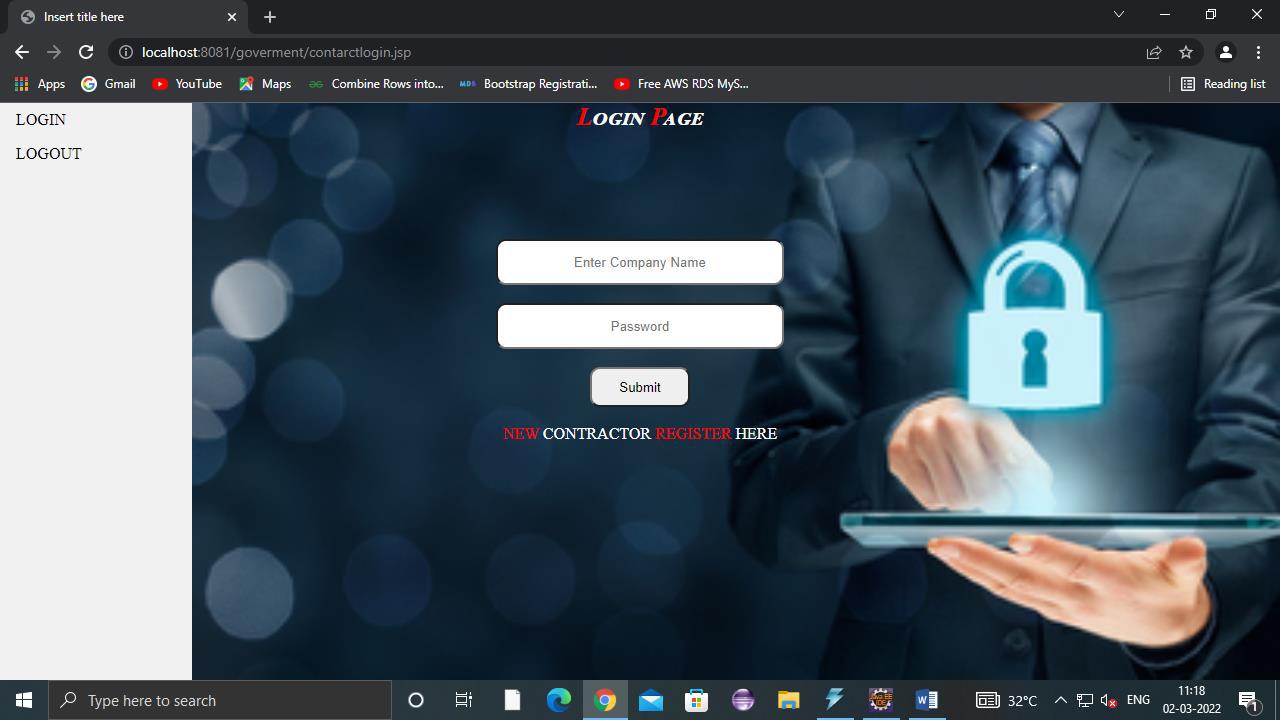 Insert title here
localhost:8081/goverment/contarctlogin.jsp
Apps Gmail YouTube Maps Combine Rows into... MDB Bootstrap Registrati... Free AWS RDS MyS... Reading list
LOGIN
LOGOUT
LOGIN PAGE
Enter Company Name
Password
Submit
NEW CONTRACTOR REGISTER HERE
Type here to search
32°C ENG 11:18
02-03-2022
1